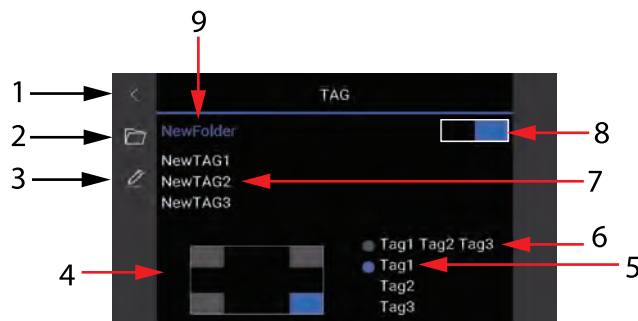 9
1
TAG
2
NewFolder
8
3
NewTAG1
NewTAG2
7
NewTAG3
4
Tag1 Tag2 Tag3
6
Tag1
5
Tag2
Tag3